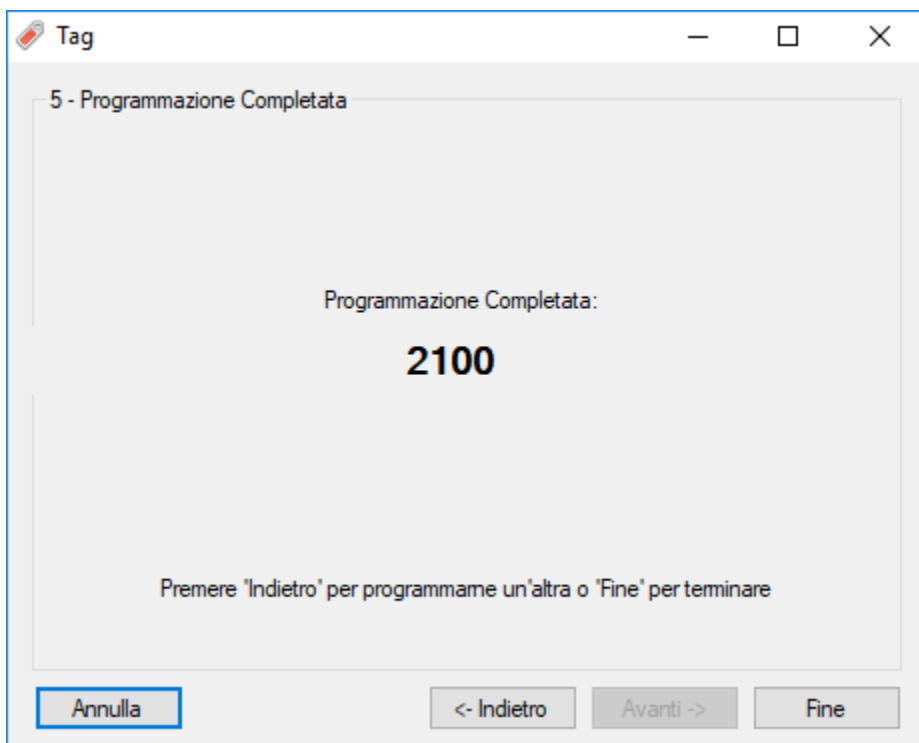 Tag
5 - Programmazione Completata
Programmazione Completata:
2100
Premere 'Indietro' per programmarne un'altra o 'Fine' per terminare
Annulla
<- Indietro
Avanti ->
Fine